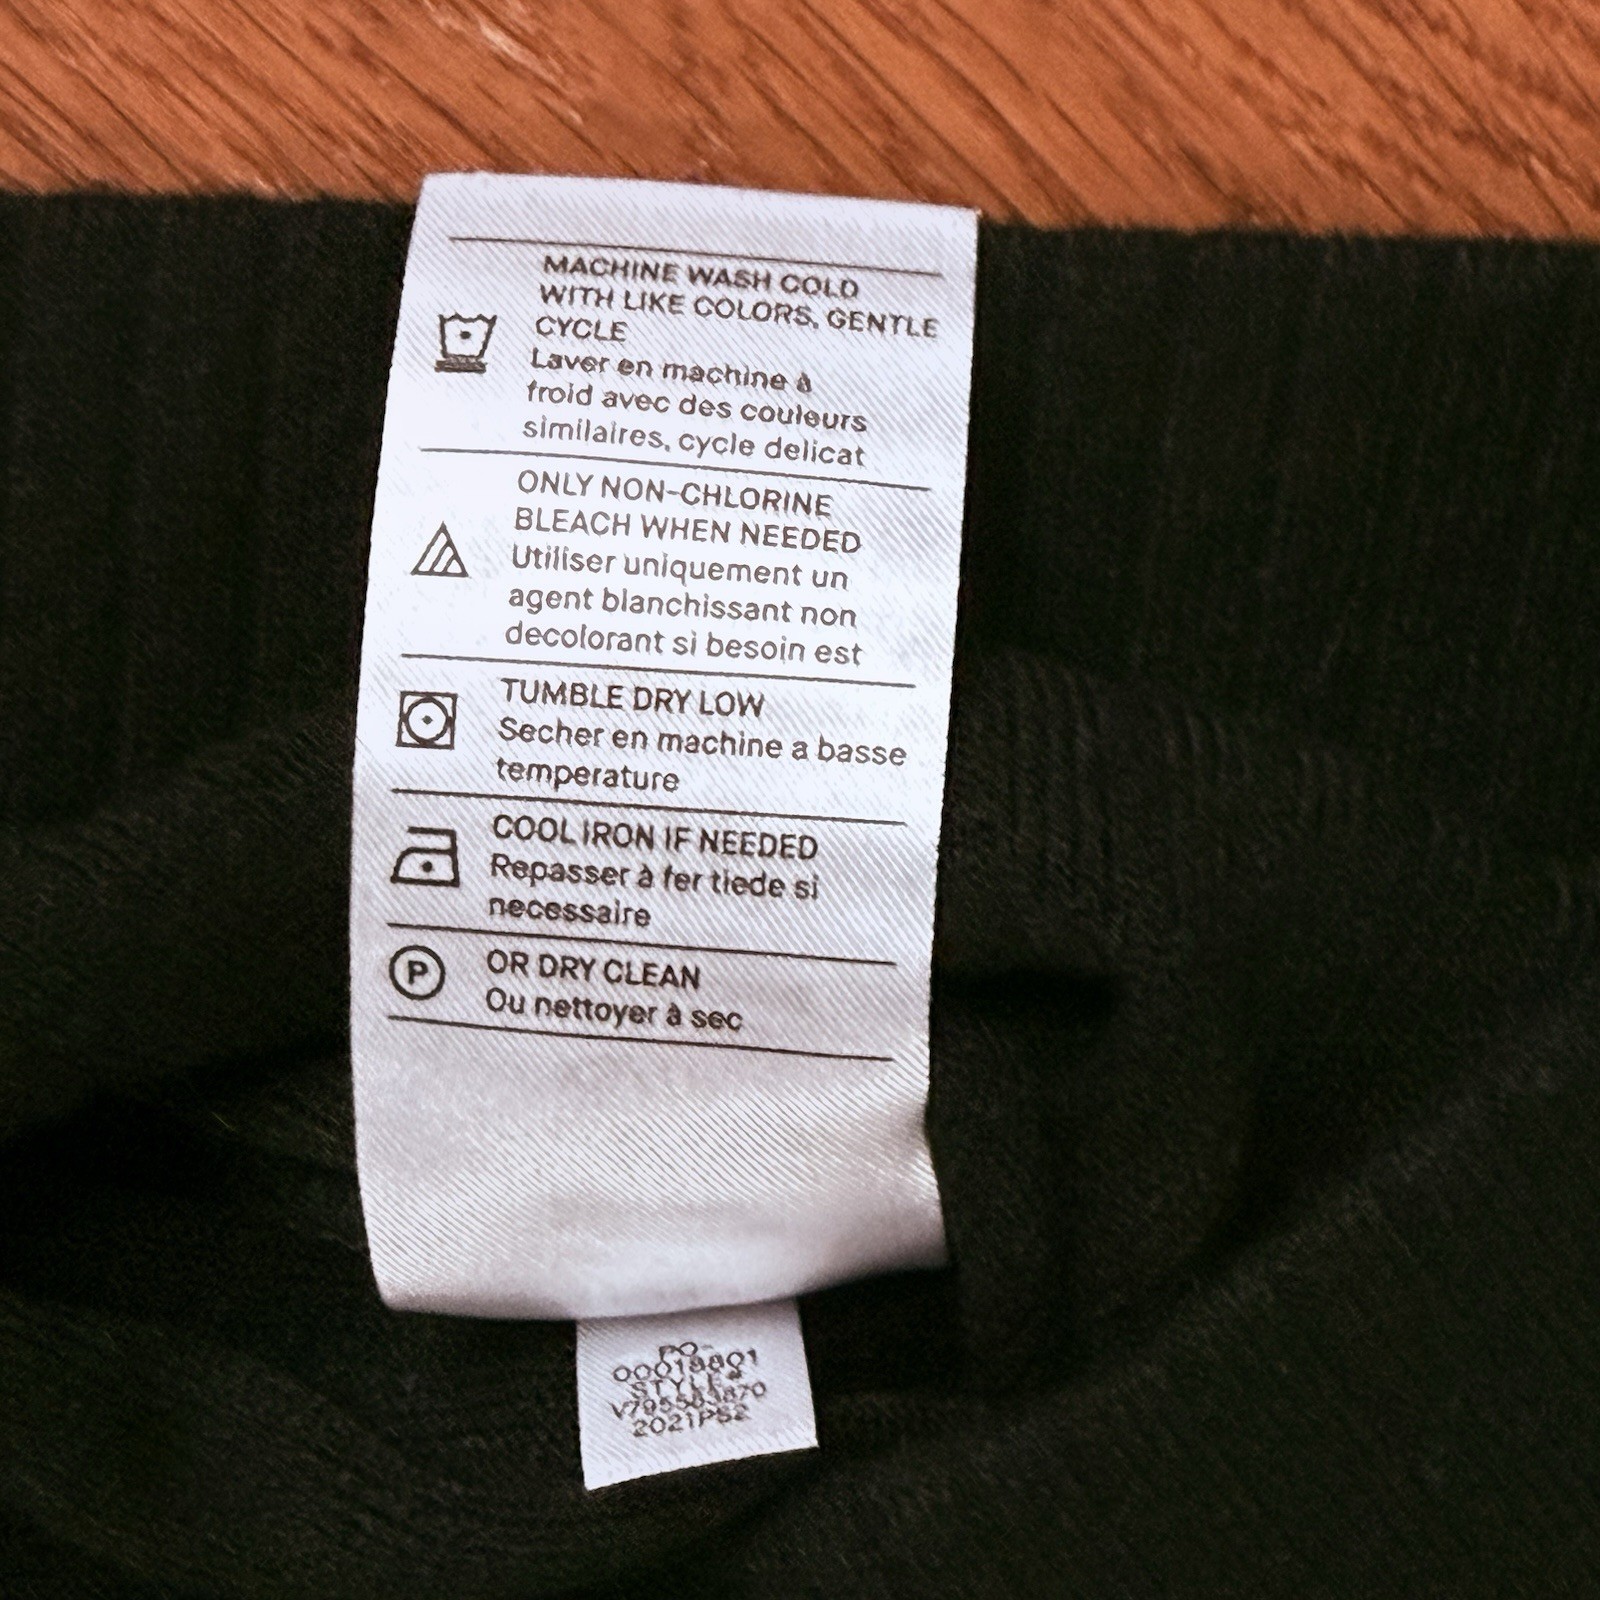 MACHINE WASH COLD
WITH LIKE COLORS, GENTLE
CYCLE
Laver en machine à
froid avec des couleurs
similaires, cycle delicat
ONLY NON-CHLORINE
BLEACH WHEN NEEDED
Utiliser uniquement un
agent blanchissant non
decolorant si besoin est
TUMBLE DRY LOW
Secher en machine a basse
temperature
COOL IRON IF NEEDED
Repasser à fer tiede si
necessaire
P
OR DRY CLEAN
Ou nettoyer à sec
PO-
STYLE